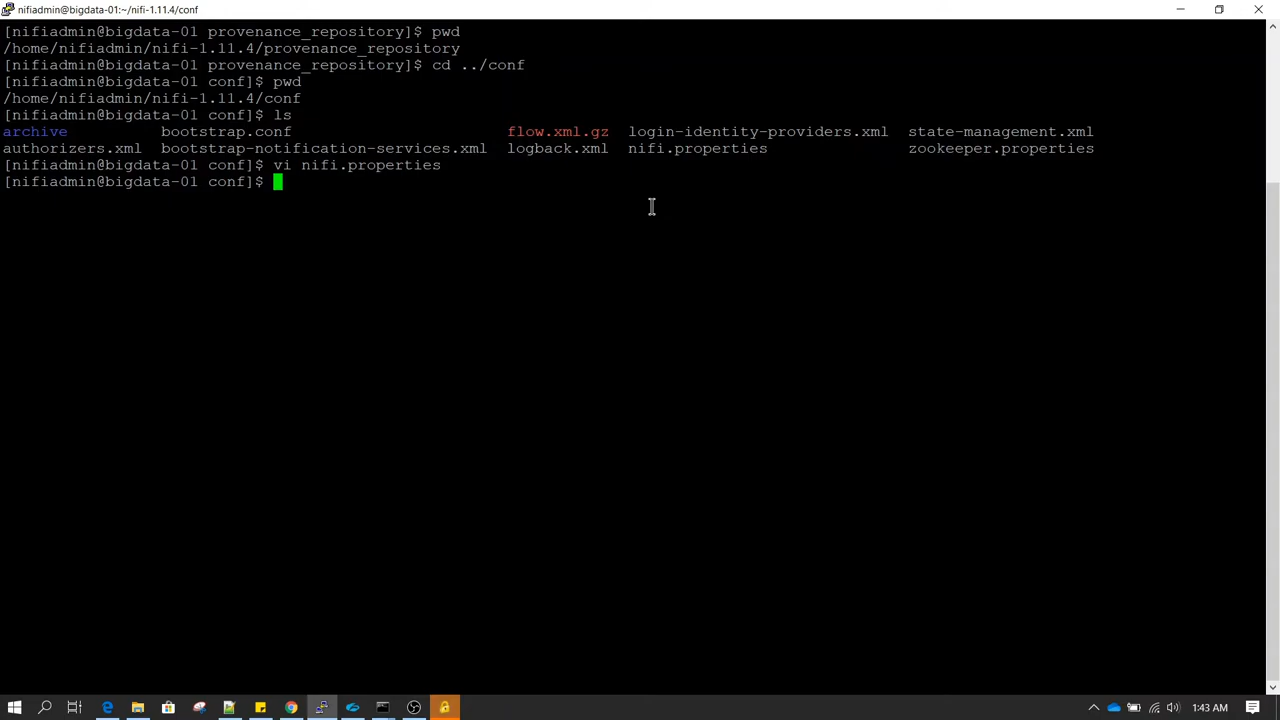 nifiadmin@bigdata-01:~/nifi-1.11.4/conf
[nifiadmin@bigdata-01 provenance_repository]$ pwd
/home/nifiadmin/nifi-1.11.4/provenance_repository
[nifiadmin@bigdata-01 provenance_repository]$ cd ../conf
[nifiadmin@bigdata-01 conf]$ pwd
/home/nifiadmin/nifi-1.11.4/conf
[nifiadmin@bigdata-01 conf]$ ls
archive bootstrap.conf flow.xml.gz login-identity-providers.xml state-management.xml
authorizers.xml bootstrap-notification-services.xml logback.xml nifi.properties zookeeper.properties
[nifiadmin@bigdata-01 conf]$ vi nifi.properties
[nifiadmin@bigdata-01 conf]$
1:43 AM